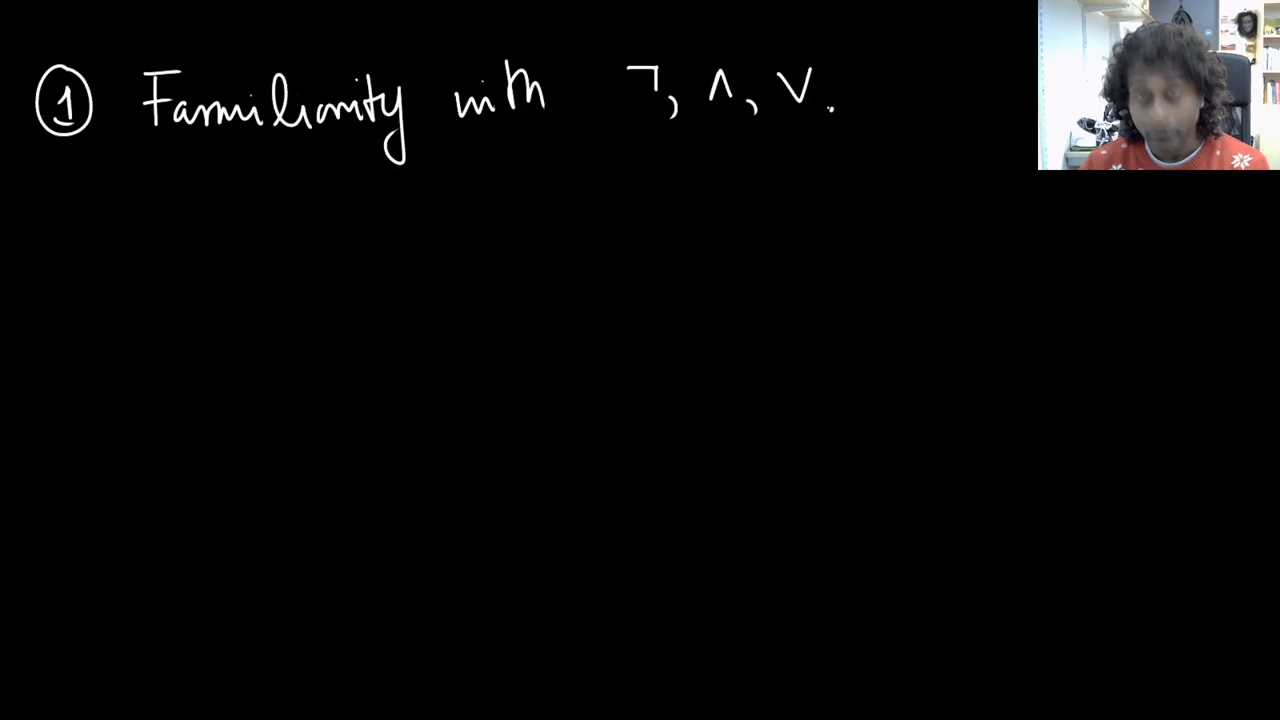 ① Familiarity with ¬, ∧, ∨.